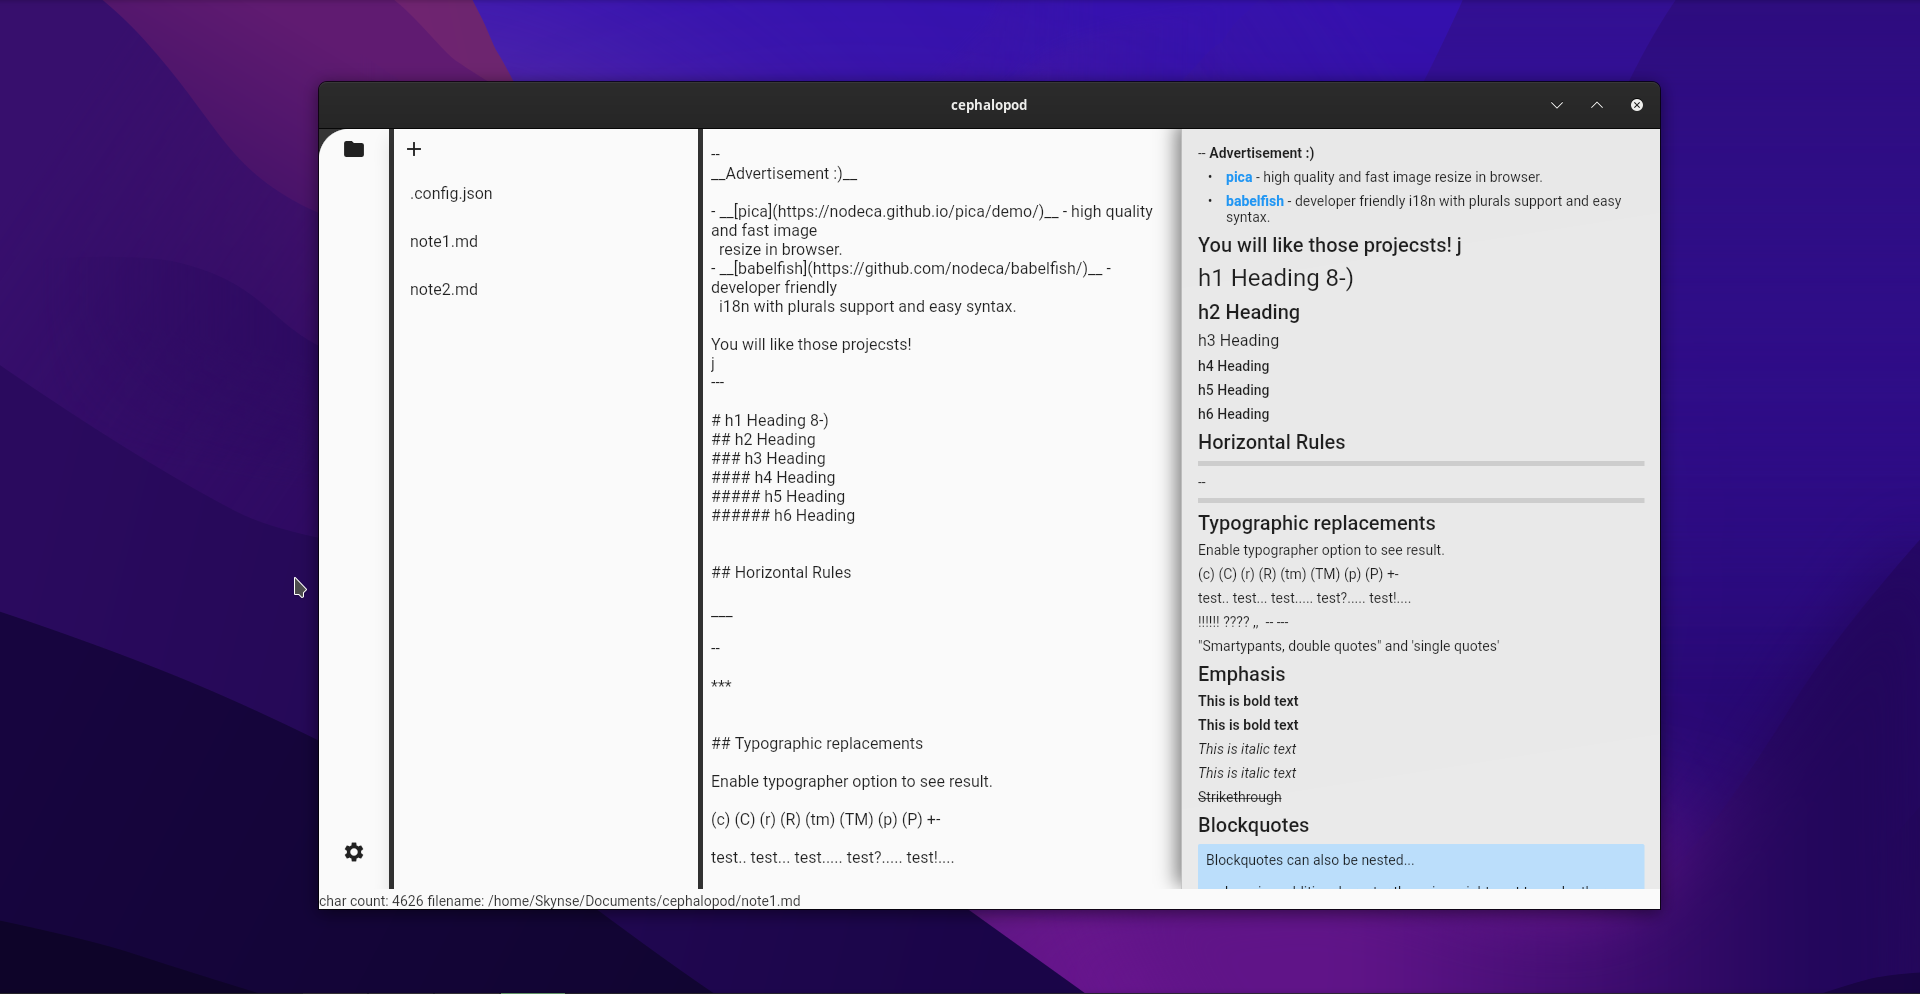 cephalopod
.config.json
note1.md
note2.md
--
__Advertisement :)__
- __[pica](https://nodeca.github.io/pica/demo/)__ - high quality
and fast image
resize in browser.
- __[babelfish](https://github.com/nodeca/babelfish/)__ -
developer friendly
i18n with plurals support and easy syntax.
You will like those projecsts!
j
---
# h1 Heading 8-)
## h2 Heading
### h3 Heading
#### h4 Heading
##### h5 Heading
###### h6 Heading
## Horizontal Rules
___
--
***
## Typographic replacements
Enable typographer option to see result.
(c) (C) (r) (R) (tm) (TM) (p) (P) +-
test.. test... test..... test?..... test!....
-- Advertisement :)
• pica - high quality and fast image resize in browser.
• babelfish - developer friendly i18n with plurals support and easy
syntax.
You will like those projecsts! j
h1 Heading 8-)
h2 Heading
h3 Heading
h4 Heading
h5 Heading
h6 Heading
Horizontal Rules
--
Typographic replacements
Enable typographer option to see result.
(c) (C) (r) (R) (tm) (TM) (p) (P) +-
test.. test... test..... test?..... test!....
!!!!!! ???? ,, -- ---
"Smartypants, double quotes" and 'single quotes'
Emphasis
This is bold text
This is bold text
This is italic text
This is italic text
Strikethrough
Blockquotes
Blockquotes can also be nested...
char count: 4626 filename: /home/Skynse/Documents/cephalopod/note1.md